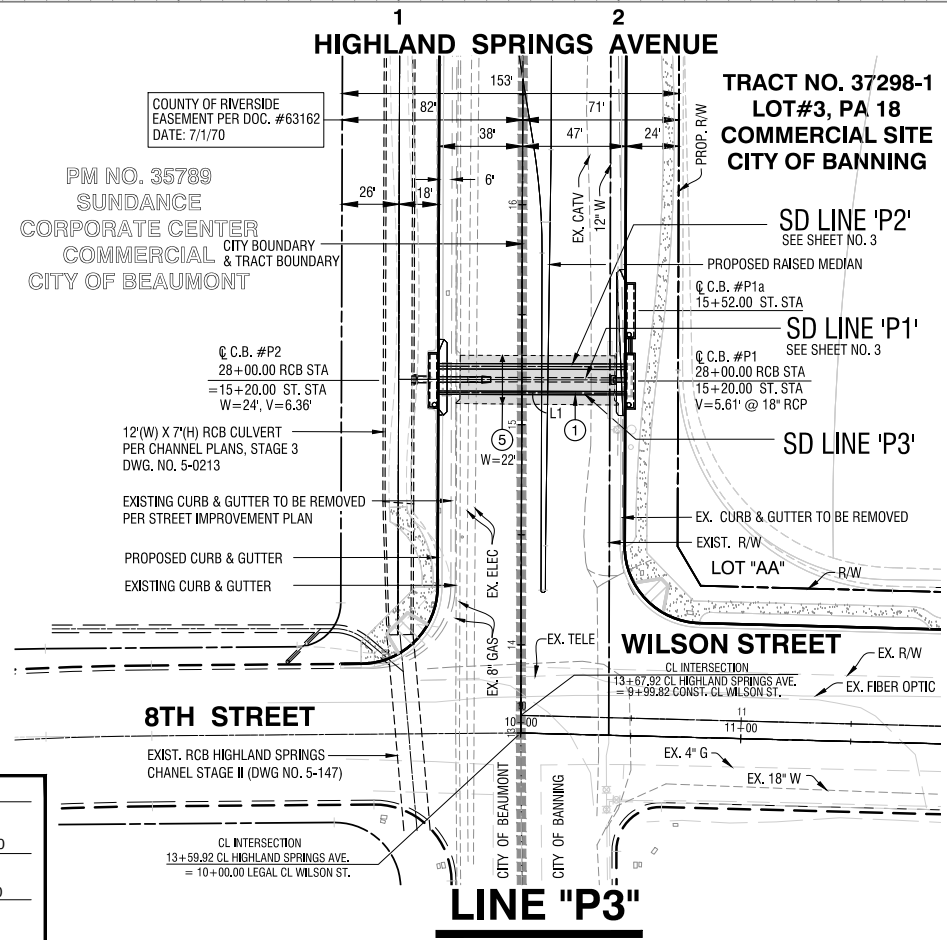 1
2
HIGHLAND SPRINGS AVENUE
153'
82'
71'
38'
47'
24'
6'
26'
18'
COUNTY OF RIVERSIDE
EASEMENT PER DOC. #63162
DATE: 7/1/70
PM NO. 35789
SUNDANCE
CORPORATE CENTER
COMMERCIAL
CITY OF BEAUMONT
CITY BOUNDARY
& TRACT BOUNDARY
EX. CATV
12" W
PROP. R/W
TRACT NO. 37298-1
LOT#3, PA 18
COMMERCIAL SITE
CITY OF BANNING
16
SD LINE 'P2'
SEE SHEET NO. 3
PROPOSED RAISED MEDIAN
℄ C.B. #P1a
15+52.00 ST. STA
SD LINE 'P1'
SEE SHEET NO. 3
℄ C.B. #P2
28+00.00 RCB STA
=15+20.00 ST. STA
W=24', V=6.36'
℄ C.B. #P1
28+00.00 RCB STA
15+20.00 ST. STA
V=5.61' @ 18" RCP
L1
15
5
1
W=22'
SD LINE 'P3'
12'(W) X 7'(H) RCB CULVERT
PER CHANNEL PLANS, STAGE 3
DWG. NO. 5-0213
EXISTING CURB & GUTTER TO BE REMOVED
PER STREET IMPROVEMENT PLAN
PROPOSED CURB & GUTTER
EXISTING CURB & GUTTER
EX. ELEC
EX. 8" GAS
EX. CURB & GUTTER TO BE REMOVED
EXIST. R/W
LOT "AA"
R/W
14
EX. TELE
WILSON STREET
EX. R/W
CL INTERSECTION
13+67.92 CL HIGHLAND SPRINGS AVE.
= 9+99.82 CONST. CL WILSON ST.
EX. FIBER OPTIC
8TH STREET
10+00
13
11
11+00
EXIST. RCB HIGHLAND SPRINGS
CHANEL STAGE II (DWG NO. 5-147)
EX. 4" G
EX. 18" W
CITY OF BEAUMONT
CITY OF BANNING
CL INTERSECTION
13+59.92 CL HIGHLAND SPRINGS AVE.
= 10+00.00 LEGAL CL WILSON ST.
0
0
LINE "P3"